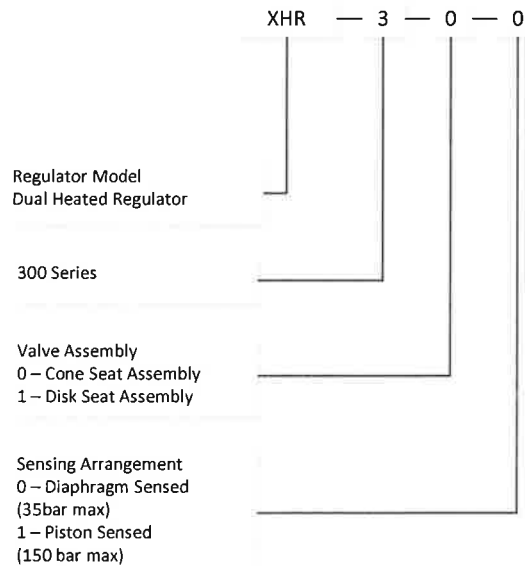 XHR — 3 — 0 — 0
Regulator Model
Dual Heated Regulator
300 Series
Valve Assembly
0 – Cone Seat Assembly
1 – Disk Seat Assembly
Sensing Arrangement
0 – Diaphragm Sensed
(35bar max)
1 - Piston Sensed
(150 bar max)